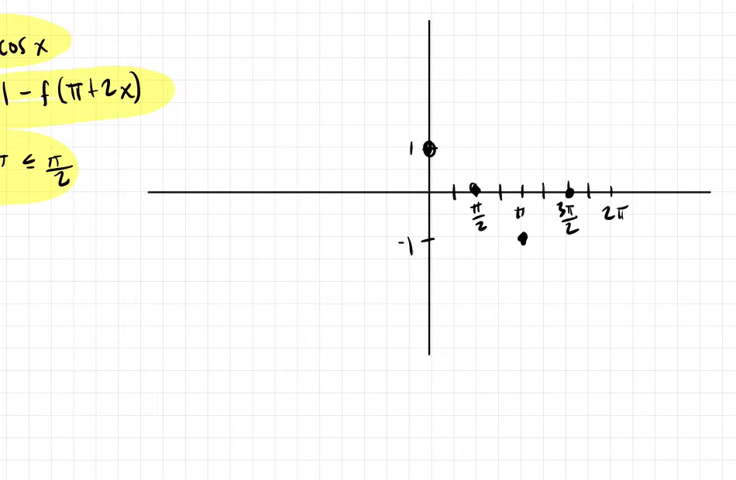 cos x
1 - f(π+2x)
π ≤ π/2
1
π/2 π 3π/2 2π
-1